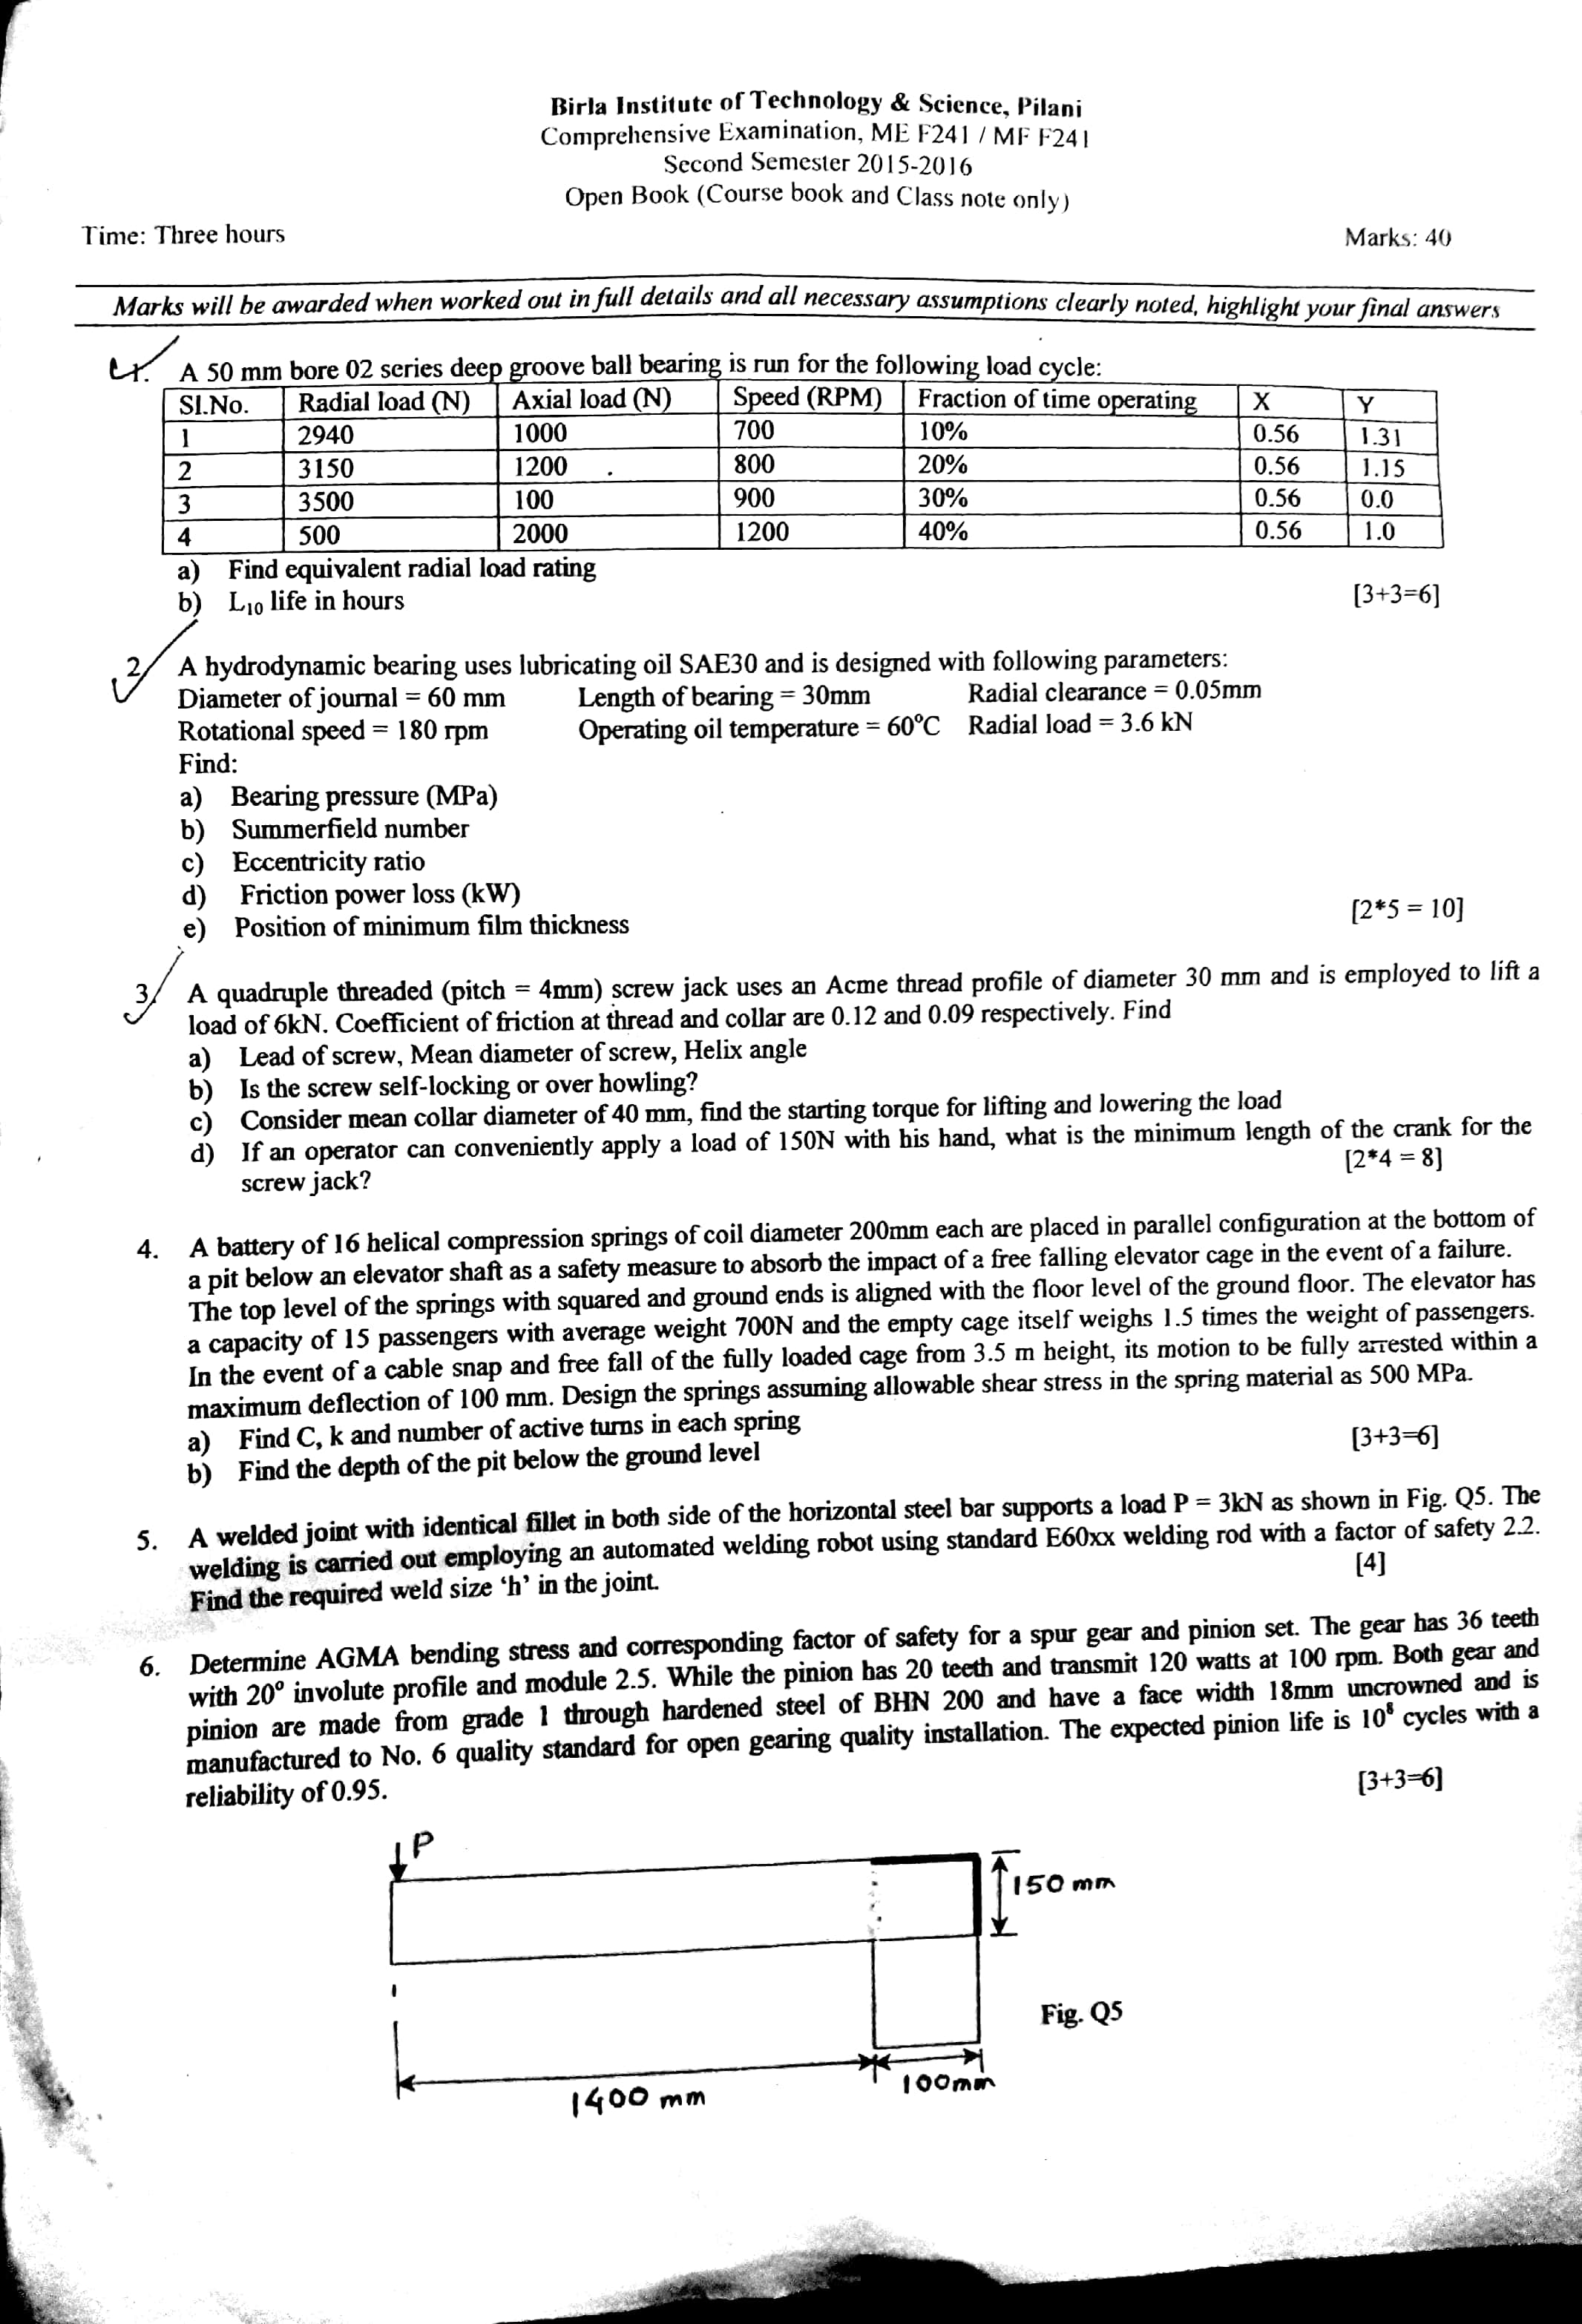 Birla Institute of Technology & Science, Pilani
Comprehensive Examination, ME F241 / MF F241
Second Semester 2015-2016
Open Book (Course book and Class note only)
Time: Three hours Marks: 40
Marks will be awarded when worked out in full details and all necessary assumptions clearly noted, highlight your final answers
1. A 50 mm bore 02 series deep groove ball bearing is run for the following load cycle:
Sl.No. Radial load (N) Axial load (N) Speed (RPM) Fraction of time operating X Y
1 2940 1000 700 10% 0.56 1.31
2 3150 1200 800 20% 0.56 1.15
3 3500 100 900 30% 0.56 0.0
4 500 2000 1200 40% 0.56 1.0
a) Find equivalent radial load rating
b) L10 life in hours [3+3=6]
2. A hydrodynamic bearing uses lubricating oil SAE30 and is designed with following parameters:
Diameter of journal = 60 mm Length of bearing = 30mm Radial clearance = 0.05mm
Rotational speed = 180 rpm Operating oil temperature = 60⁰C Radial load = 3.6 kN
Find:
a) Bearing pressure (MPa)
b) Summerfield number
c) Eccentricity ratio
d) Friction power loss (kW)
e) Position of minimum film thickness [2*5 = 10]
3. A quadruple threaded (pitch = 4mm) screw jack uses an Acme thread profile of diameter 30 mm and is employed to lift a
load of 6kN. Coefficient of friction at thread and collar are 0.12 and 0.09 respectively. Find
a) Lead of screw, Mean diameter of screw, Helix angle
b) Is the screw self-locking or over howling?
c) Consider mean collar diameter of 40 mm, find the starting torque for lifting and lowering the load
d) If an operator can conveniently apply a load of 150N with his hand, what is the minimum length of the crank for the
screw jack? [2*4 = 8]
4. A battery of 16 helical compression springs of coil diameter 200mm each are placed in parallel configuration at the bottom of
a pit below an elevator shaft as a safety measure to absorb the impact of a free falling elevator cage in the event of a failure.
The top level of the springs with squared and ground ends is aligned with the floor level of the ground floor. The elevator has
a capacity of 15 passengers with average weight 700N and the empty cage itself weighs 1.5 times the weight of passengers.
In the event of a cable snap and free fall of the fully loaded cage from 3.5 m height, its motion to be fully arrested within a
maximum deflection of 100 mm. Design the springs assuming allowable shear stress in the spring material as 500 MPa.
a) Find C, k and number of active turns in each spring
b) Find the depth of the pit below the ground level [3+3=6]
5. A welded joint with identical fillet in both side of the horizontal steel bar supports a load P = 3kN as shown in Fig. Q5. The
welding is carried out employing an automated welding robot using standard E60xx welding rod with a factor of safety 2.2.
Find the required weld size 'h' in the joint. [4]
6. Determine AGMA bending stress and corresponding factor of safety for a spur gear and pinion set. The gear has 36 teeth
with 20⁰ involute profile and module 2.5. While the pinion has 20 teeth and transmit 120 watts at 100 rpm. Both gear and
pinion are made from grade 1 through hardened steel of BHN 200 and have a face width 18mm uncrowned and is
manufactured to No. 6 quality standard for open gearing quality installation. The expected pinion life is 10⁸ cycles with a
reliability of 0.95. [3+3=6]
P
150 mm
Fig. Q5
1400 mm
100mm